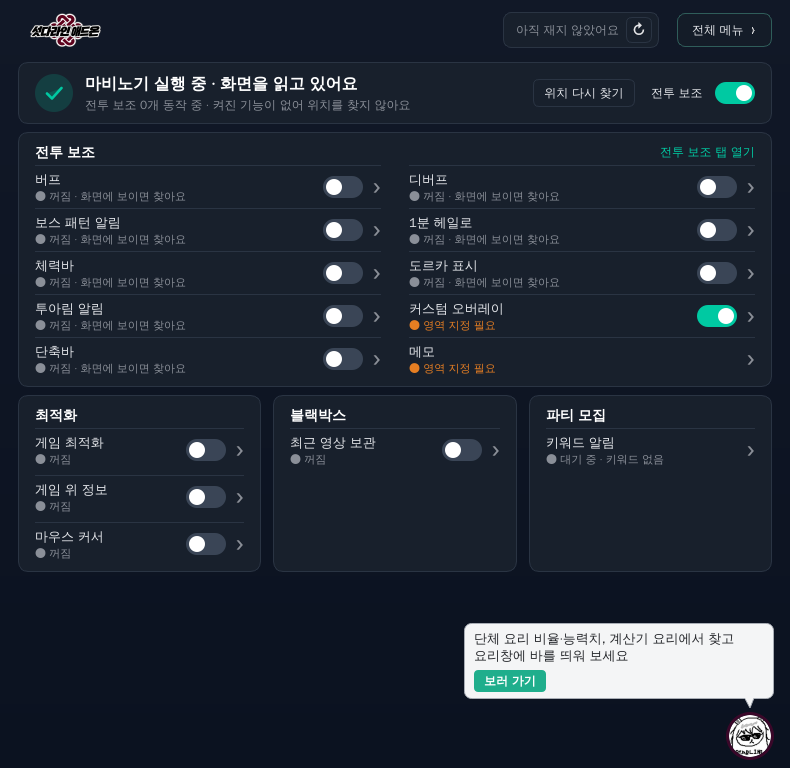 섯다라인 애드온
아직 재지 않았어요
전체 메뉴
마비노기 실행 중 · 화면을 읽고 있어요
전투 보조 0개 동작 중 · 켜진 기능이 없어 위치를 찾지 않아요
위치 다시 찾기
전투 보조
전투 보조
전투 보조 탭 열기
버프
꺼짐 · 화면에 보이면 찾아요
디버프
꺼짐 · 화면에 보이면 찾아요
보스 패턴 알림
꺼짐 · 화면에 보이면 찾아요
1분 헤일로
꺼짐 · 화면에 보이면 찾아요
체력바
꺼짐 · 화면에 보이면 찾아요
도르카 표시
꺼짐 · 화면에 보이면 찾아요
투아림 알림
꺼짐 · 화면에 보이면 찾아요
커스텀 오버레이
영역 지정 필요
단축바
꺼짐 · 화면에 보이면 찾아요
메모
영역 지정 필요
최적화
게임 최적화
꺼짐
게임 위 정보
꺼짐
마우스 커서
꺼짐
블랙박스
최근 영상 보관
꺼짐
파티 모집
키워드 알림
대기 중 · 키워드 없음
단체 요리 비율·능력치, 계산기 요리에서 찾고
요리창에 바를 띄워 보세요
보러 가기